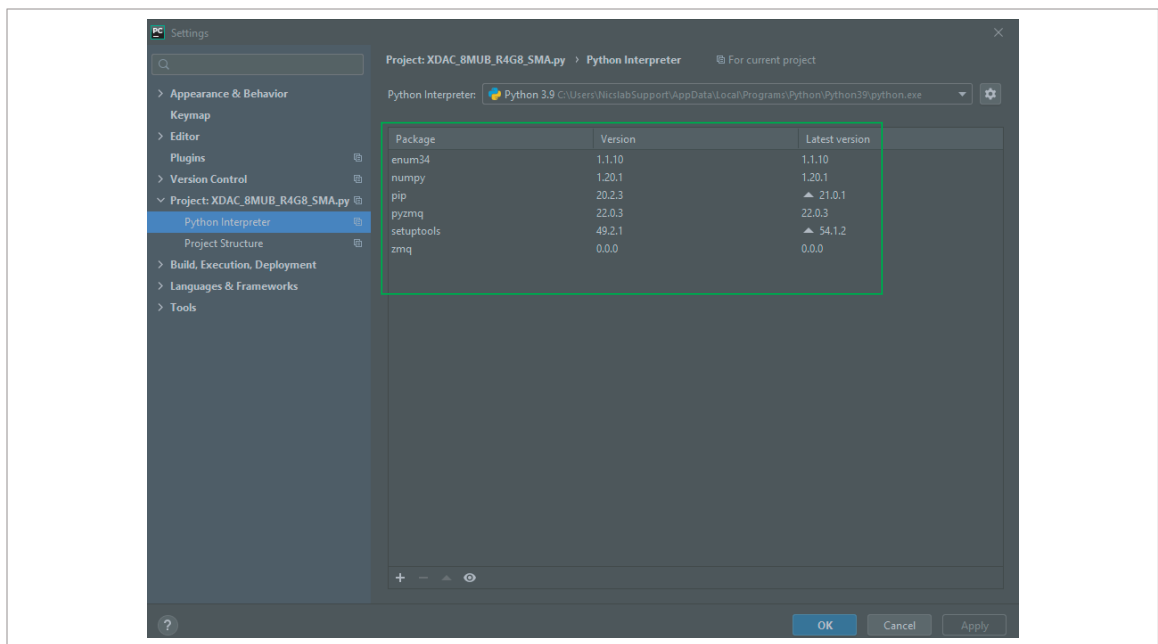 PC Settings
Project: XDAC_8MUB_R4G8_SMA.py > Python Interpreter For current project
> Appearance & Behavior
Keymap
> Editor
Plugins
> Version Control
Project: XDAC_8MUB_R4G8_SMA.py
Python Interpreter
Project Structure
> Build, Execution, Deployment
> Languages & Frameworks
> Tools
Python Interpreter: Python 3.9 C:\Users\NicslabSupport\AppData\Local\Programs\Python\Python39\python.exe
Package Version Latest version
enum34 1.1.10 1.1.10
numpy 1.20.1 1.20.1
pip 20.2.3 ▲ 21.0.1
pyzmq 22.0.3 22.0.3
setuptools 49.2.1 ▲ 54.1.2
zmq 0.0.0 0.0.0
? OK Cancel Apply